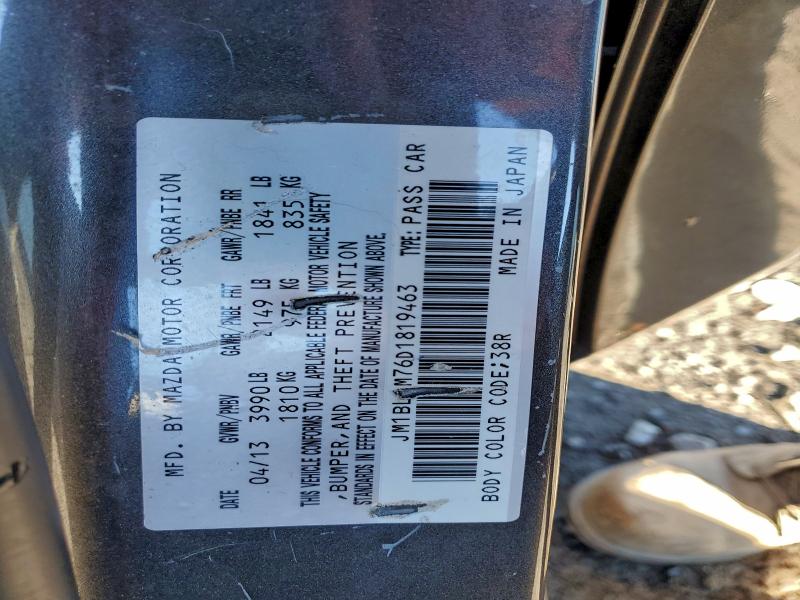 MFD. BY MAZDA MOTOR CORPORATION
DATE GVWR/PNBV GAWR/PNBE FRT GAWR/PNBE RR
04/13 3990LB 2149 LB 1841 LB
1810KG 975 KG 835 KG
THIS VEHICLE CONFORMS TO ALL APPLICABLE FEDERAL MOTOR VEHICLE SAFETY
,BUMPER,AND THEFT PREVENTION
STANDARDS IN EFFECT ON THE DATE OF MANUFACTURE SHOWN ABOVE.
TYPE: PASS CAR
BODY COLOR CODE;38R MADE IN JAPAN